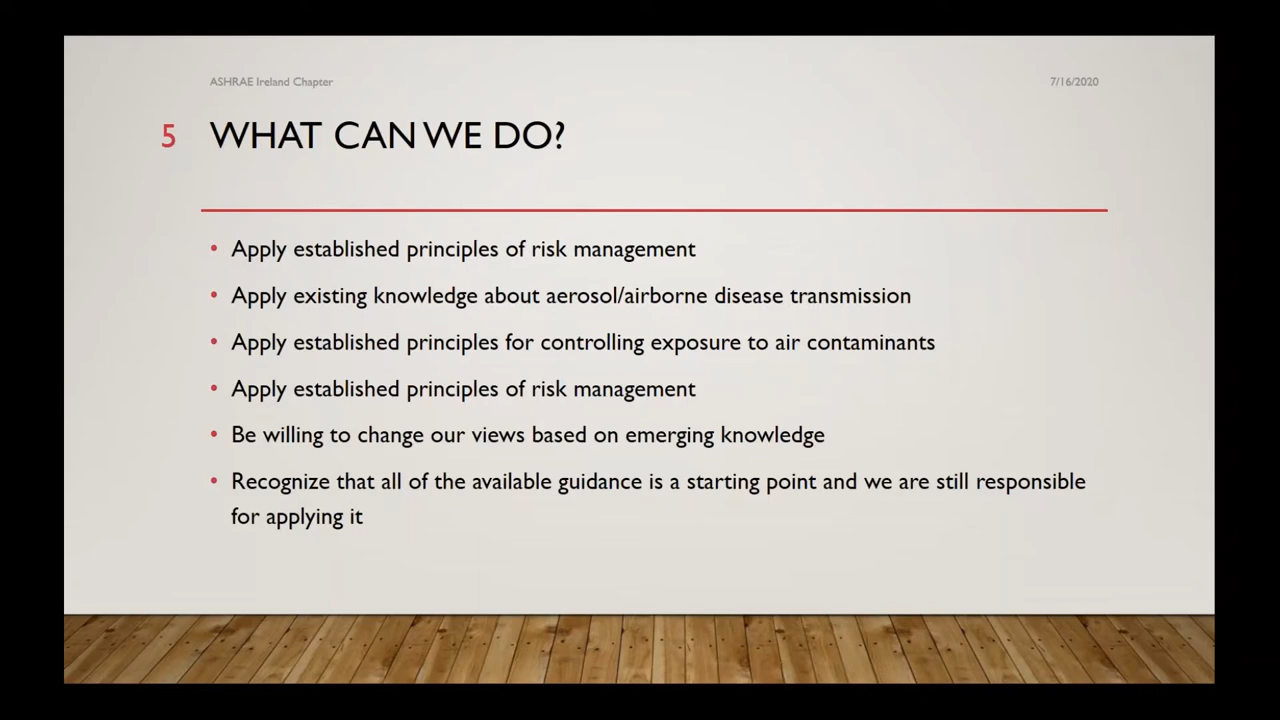 ASHRAE Ireland Chapter
7/16/2020
5 WHAT CAN WE DO?
• Apply established principles of risk management
• Apply existing knowledge about aerosol/airborne disease transmission
• Apply established principles for controlling exposure to air contaminants
• Apply established principles of risk management
• Be willing to change our views based on emerging knowledge
• Recognize that all of the available guidance is a starting point and we are still responsible
for applying it